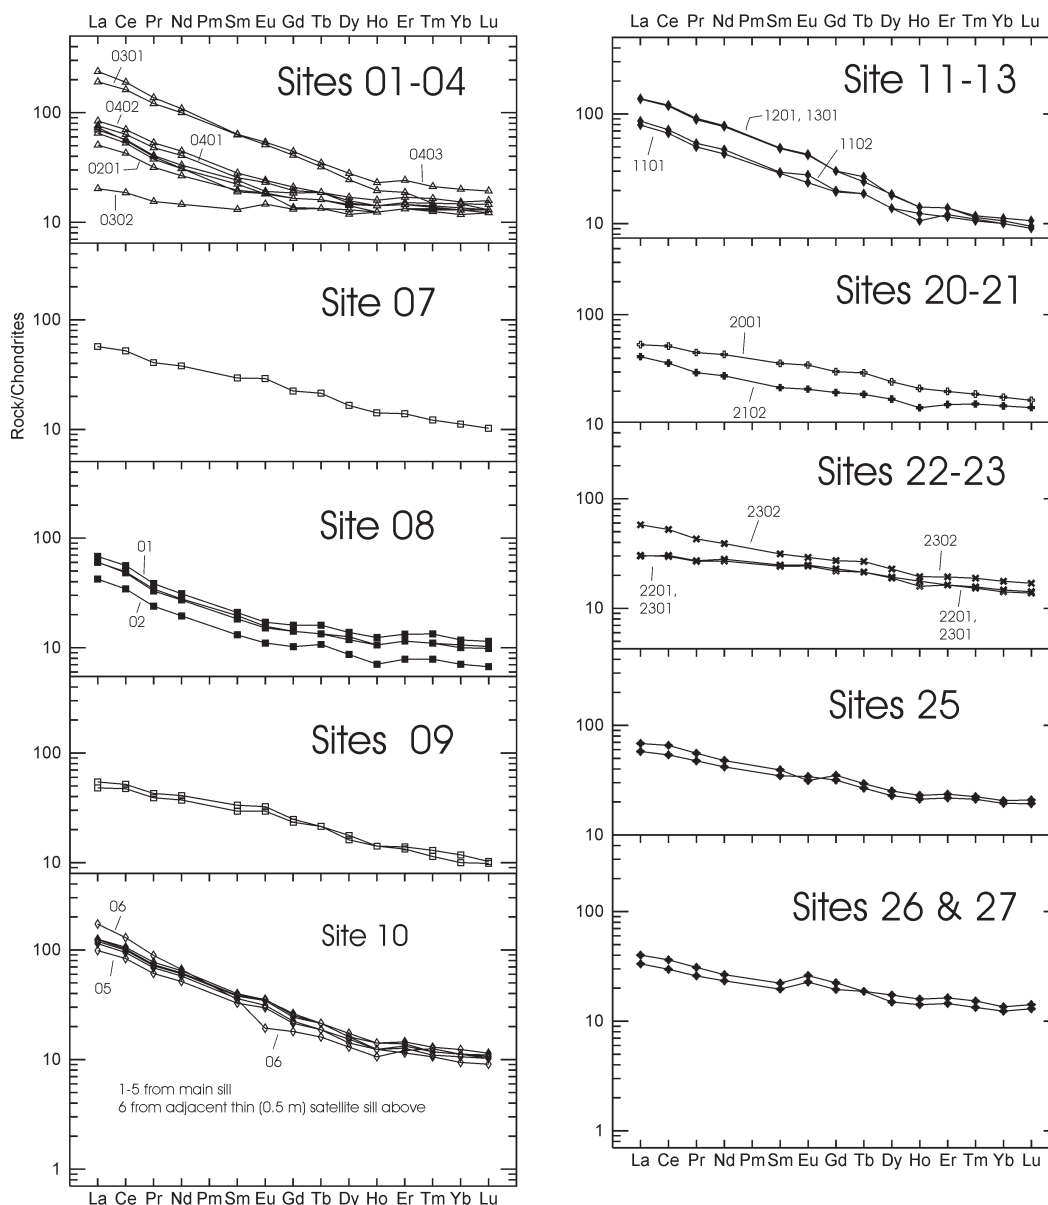 La Ce Pr Nd Pm Sm Eu Gd Tb Dy Ho Er Tm Yb Lu
Sites 01-04
0301
100
0402
0401
0403
0201
0302
10
Site 07
100
Rock/Chondrites
10
Site 08
100
01
02
10
Sites 09
100
10
Site 10
06
100
05
06
10
1-5 from main sill
6 from adjacent thin (0.5 m) satellite sill above
1
La Ce Pr Nd Pm Sm Eu Gd Tb Dy Ho Er Tm Yb Lu
La Ce Pr Nd Pm Sm Eu Gd Tb Dy Ho Er Tm Yb Lu
Site 11-13
100
1201, 1301
1102
1101
10
Sites 20-21
100
2001
2102
10
Sites 22-23
100
2302
2302
2201,
2301
2201,
2301
10
Sites 25
100
10
Sites 26 & 27
100
10
1
La Ce Pr Nd Pm Sm Eu Gd Tb Dy Ho Er Tm Yb Lu